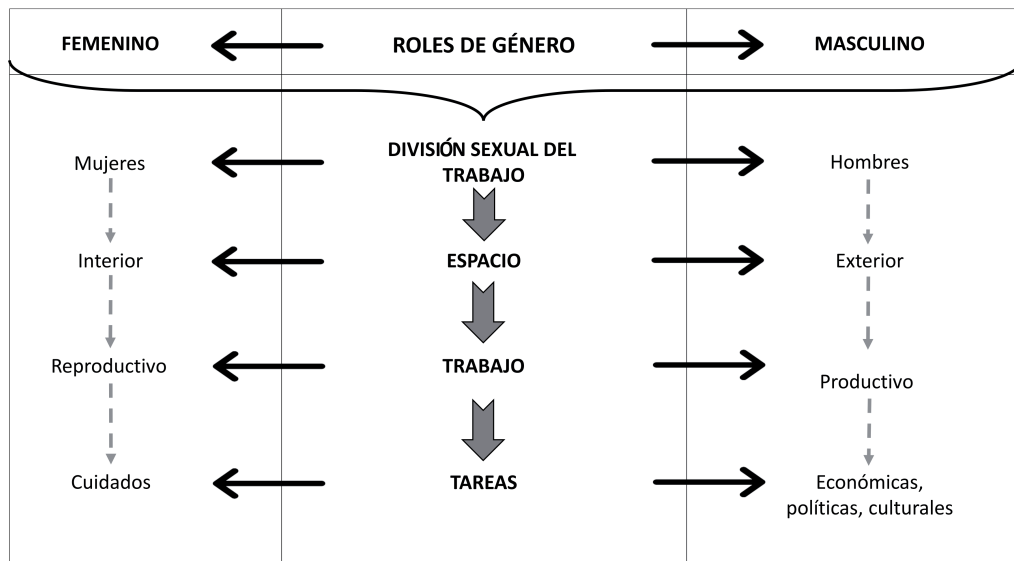 FEMENINO
ROLES DE GÉNERO
MASCULINO
Mujeres
DIVISIÓN SEXUAL DEL
TRABAJO
Hombres
Interior
ESPACIO
Exterior
Reproductivo
TRABAJO
Productivo
Cuidados
TAREAS
Económicas,
políticas, culturales